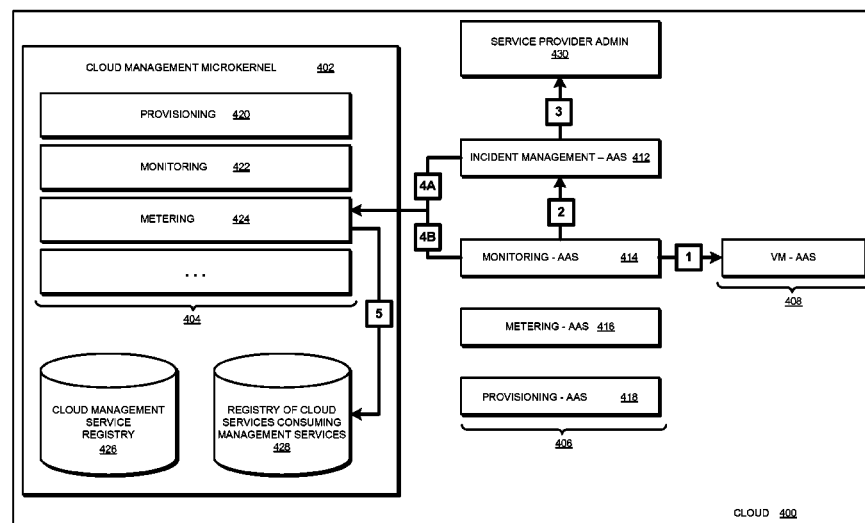 CLOUD MANAGEMENT MICROKERNEL 402
PROVISIONING 420
MONITORING 422
METERING 424
. . .
404
CLOUD MANAGEMENT
SERVICE
REGISTRY
426
REGISTRY OF CLOUD
SERVICES CONSUMING
MANAGEMENT SERVICES
428
5
4A
4B
SERVICE PROVIDER ADMIN
430
3
INCIDENT MANAGEMENT – AAS 412
2
MONITORING - AAS 414
1
VM - AAS
408
METERING - AAS 416
PROVISIONING - AAS 418
406
CLOUD 400